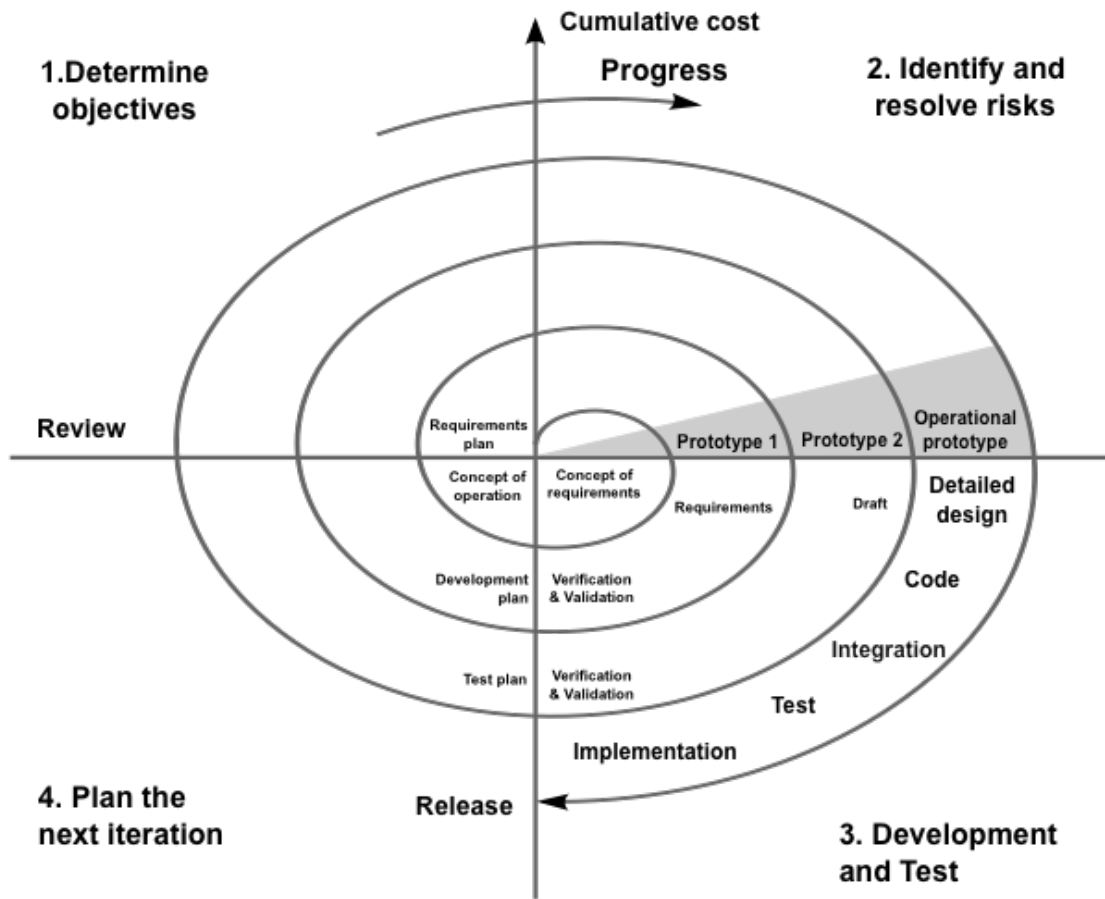 Cumulative cost
1.Determine
objectives
Progress
2. Identify and
resolve risks
Review
Requirements
plan
Prototype 1
Prototype 2
Operational
prototype
Concept of
operation
Concept of
requirements
Requirements
Draft
Detailed
design
Development
plan
Verification
& Validation
Code
Integration
Test plan
Verification
& Validation
Test
Implementation
Release
4. Plan the
next iteration
3. Development
and Test